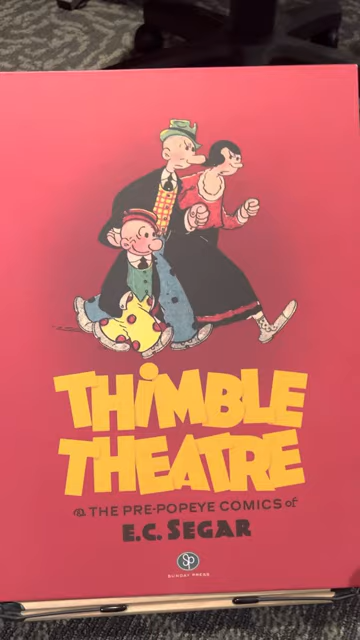 THiMBLE
THEATRE
& THE PRE-POPEYE COMICS of
E.C. SEGAR
SP
SUNDAY PRESS